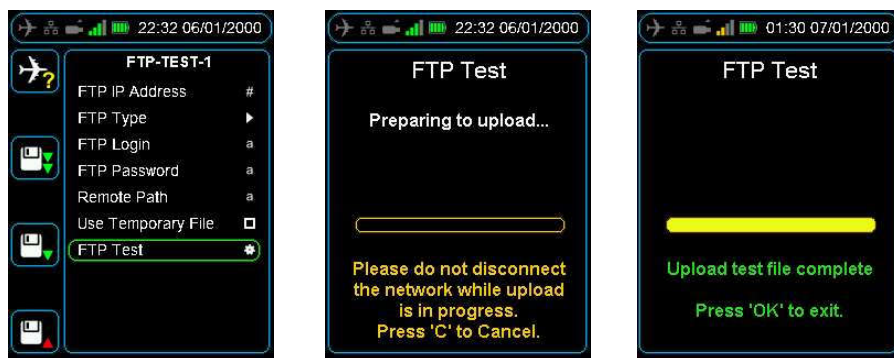 22:32 06/01/2000
FTP-TEST-1
FTP IP Address #
FTP Type
FTP Login a
FTP Password a
Remote Path a
Use Temporary File
FTP Test
22:32 06/01/2000
FTP Test
Preparing to upload...
Please do not disconnect
the network while upload
is in progress.
Press 'C' to Cancel.
01:30 07/01/2000
FTP Test
Upload test file complete
Press 'OK' to exit.